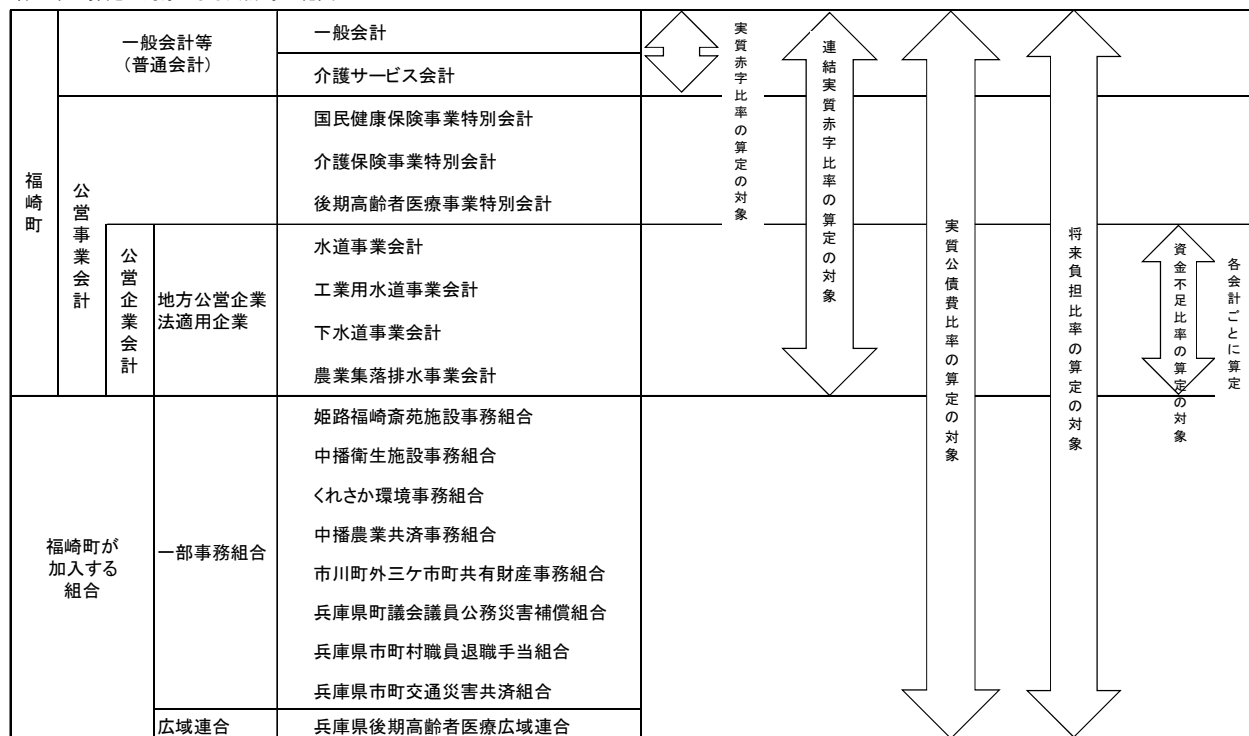 福崎町
一般会計等
（普通会計）
一般会計
介護サービス会計
公営事業会計
国民健康保険事業特別会計
介護保険事業特別会計
後期高齢者医療事業特別会計
公営企業会計
地方公営企業
法適用企業
水道事業会計
工業用水道事業会計
下水道事業会計
農業集落排水事業会計
福崎町が
加入する
組合
一部事務組合
姫路福崎斎苑施設事務組合
中播衛生施設事務組合
くれさか環境事務組合
中播農業共済事務組合
市川町外三ケ市町共有財産事務組合
兵庫県町議会議員公務災害補償組合
兵庫県市町村職員退職手当組合
兵庫県市町交通災害共済組合
広域連合
兵庫県後期高齢者医療広域連合
実質赤字比率の算定の対象
連結実質赤字比率の算定の対象
実質公債費比率の算定の対象
将来負担比率の算定の対象
資金不足比率の算定の対象
各会計ごとに算定